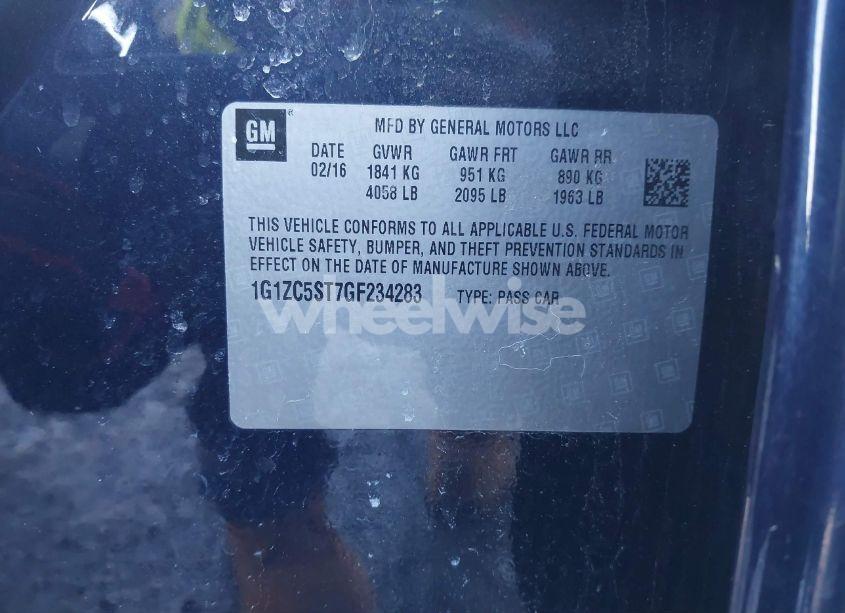 GM
MFD BY GENERAL MOTORS LLC
DATE GVWR GAWR FRT GAWR RR
02/16 1841 KG 951 KG 890 KG
4058 LB 2095 LB 1963 LB
THIS VEHICLE CONFORMS TO ALL APPLICABLE U.S. FEDERAL MOTOR
VEHICLE SAFETY, BUMPER, AND THEFT PREVENTION STANDARDS IN
EFFECT ON THE DATE OF MANUFACTURE SHOWN ABOVE.
1G1ZC5ST7GF234283 TYPE: PASS CAR
wheelwise